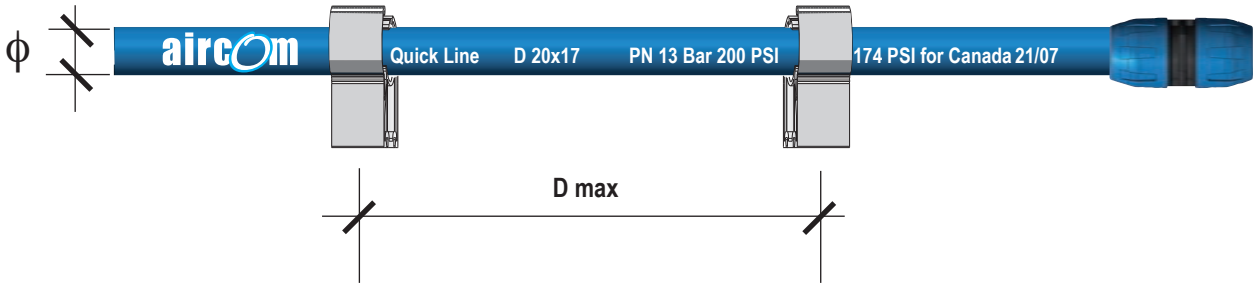 ϕ
aircom Quick Line D 20x17 PN 13 Bar 200 PSI 174 PSI for Canada 21/07
D max